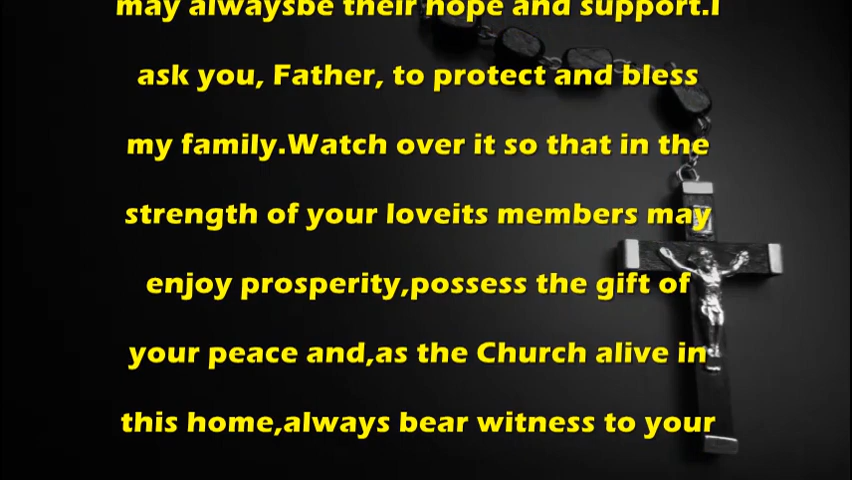 may alwaysbe their hope and support.I
ask you, Father, to protect and bless
my family.Watch over it so that in the
strength of your loveits members may
enjoy prosperity,possess the gift of
your peace and,as the Church alive in
this home,always bear witness to your